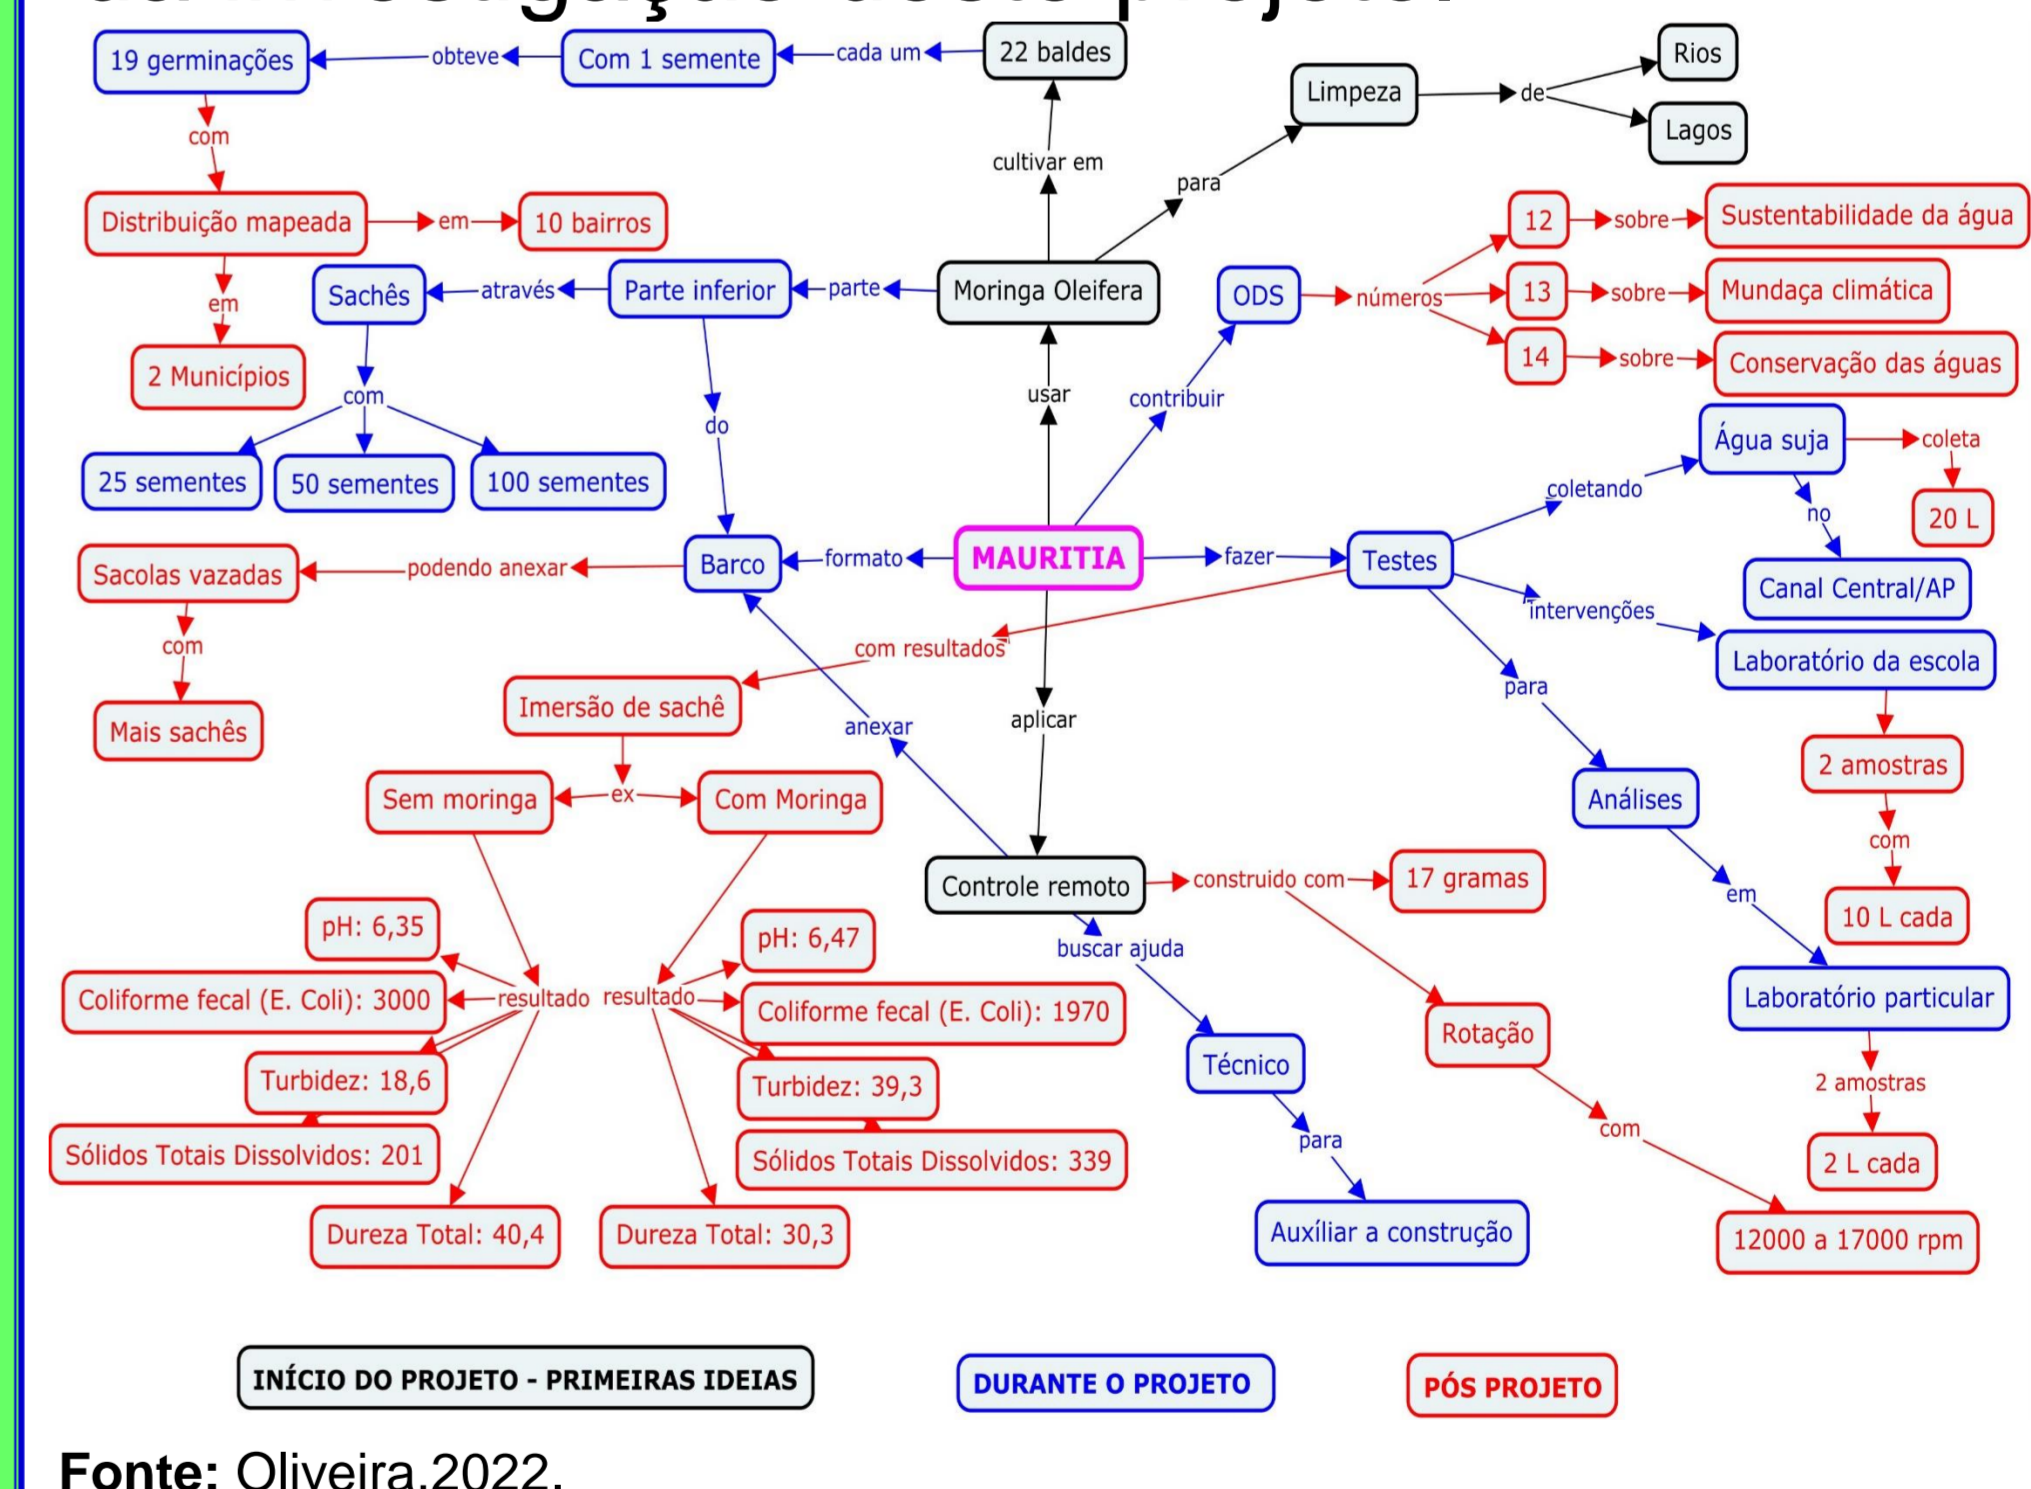 da investigação deste projeto.
22 baldes
cada um
Com 1 semente
obteve
19 germinações
Rios
Limpeza
de
Lagos
com
cultivar em
para
Distribuição mapeada
em
10 bairros
12
sobre
Sustentabilidade da água
Sachês
através
Parte inferior
parte
Moringa Oleifera
ODS
números
13
sobre
Mundaça climática
em
14
sobre
Conservação das águas
2 Municípios
com
do
usar
contribuir
Água suja
coleta
25 sementes
50 sementes
100 sementes
coletando
no
20 L
Sacolas vazadas
podendo anexar
Barco
formato
MAURITIA
fazer
Testes
Canal Central/AP
intervenções
com
com resultados
Laboratório da escola
para
Mais sachês
Imersão de sachê
anexar
aplicar
2 amostras
Sem moringa
ex
Com Moringa
Análises
com
Controle remoto
construido com
17 gramas
em
10 L cada
pH: 6,35
pH: 6,47
buscar ajuda
Coliforme fecal (E. Coli): 3000
resultado
resultado
Coliforme fecal (E. Coli): 1970
Laboratório particular
Rotação
Técnico
Turbidez: 18,6
Turbidez: 39,3
2 amostras
com
para
Sólidos Totais Dissolvidos: 201
Sólidos Totais Dissolvidos: 339
2 L cada
Dureza Total: 40,4
Dureza Total: 30,3
Auxíliar a construção
12000 a 17000 rpm
INÍCIO DO PROJETO - PRIMEIRAS IDEIAS
DURANTE O PROJETO
PÓS PROJETO
Fonte: Oliveira,2022.